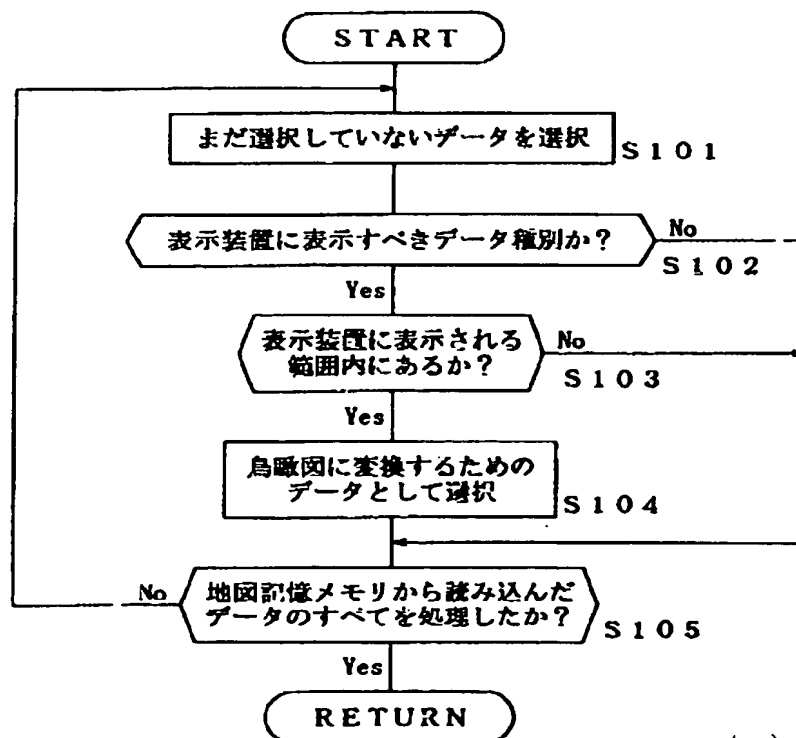 START
まだ選択していないデータを選択
S101
表示装置に表示すべきデータ種別か?
No
S102
Yes
表示装置に表示される
範囲内にあるか?
No
S103
Yes
鳥瞰図に変換するための
データとして選択
S104
No
地図記憶メモリから読み込んだ
データのすべてを処理したか?
S105
Yes
RETURN